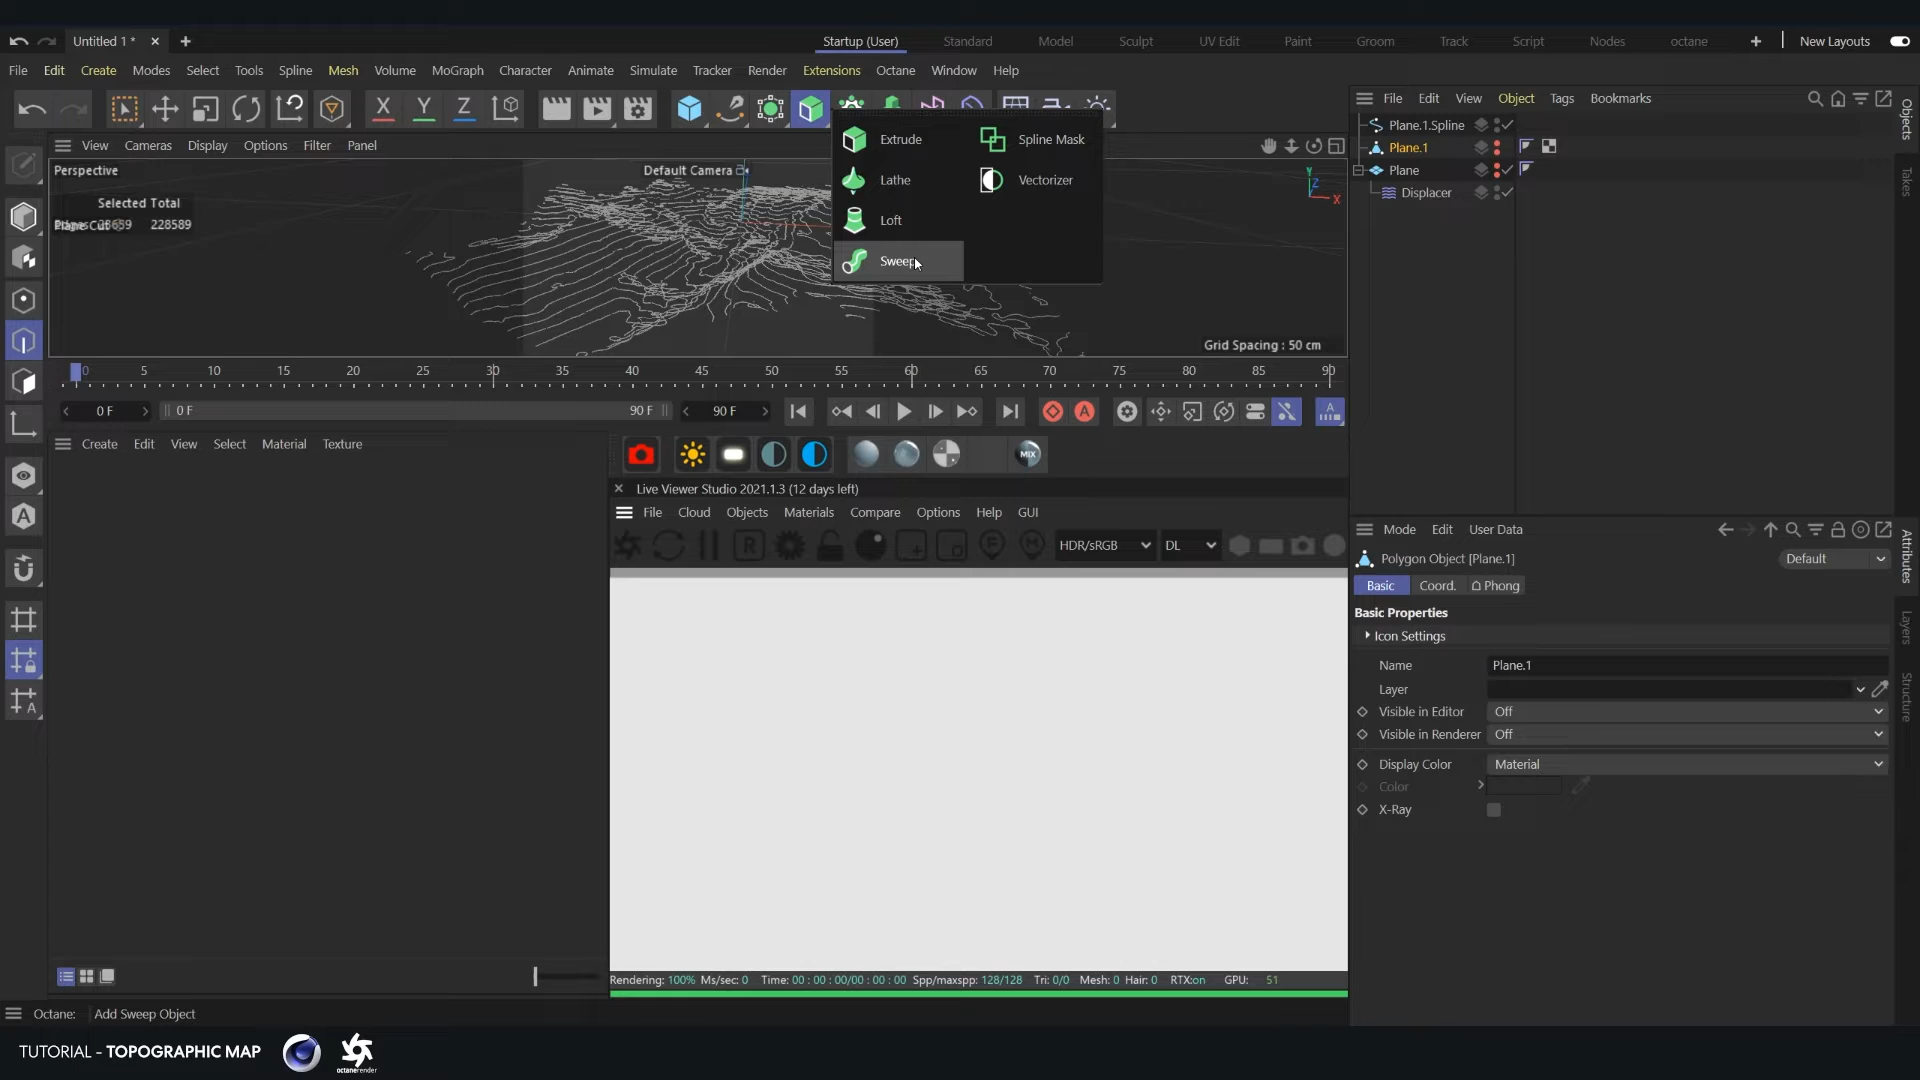 Untitled 1 *
Startup (User)
Standard
Model
Sculpt
UV Edit
Paint
Groom
Track
Script
Nodes
octane
New Layouts
File Edit Create Modes Select Tools Spline Mesh Volume MoGraph Character Animate Simulate Tracker Render Extensions Octane Window Help
X Y Z
File Edit View Object Tags Bookmarks
Objects
Takes
Extrude
Spline Mask
Lathe
Vectorizer
Loft
Sweep
View Cameras Display Options Filter Panel
Perspective
Default Camera
Selected Total
228589
Y
Z
X
Grid Spacing : 50 cm
Plane.1.Spline
Plane.1
Plane
Displacer
0 5 10 15 20 25 30 35 40 45 50 55 60 65 70 75 80 85 90
0 F
0 F
90 F
90 F
Create Edit View Select Material Texture
MIX
Live Viewer Studio 2021.1.3 (12 days left)
File Cloud Objects Materials Compare Options Help GUI
HDR/sRGB
DL
Mode Edit User Data
Attributes
Layers
Structure
Polygon Object [Plane.1]
Default
Basic
Coord.
Phong
Basic Properties
Icon Settings
Name
Plane.1
Layer
Visible in Editor
Off
Visible in Renderer
Off
Display Color
Material
Color
X-Ray
Rendering: 100% Ms/sec: 0 Time: 00 : 00 : 00/00 : 00 : 00 Spp/maxspp: 128/128 Tri: 0/0 Mesh: 0 Hair: 0 RTX:on GPU: 51
Octane:
Add Sweep Object
TUTORIAL - TOPOGRAPHIC MAP
octanerender